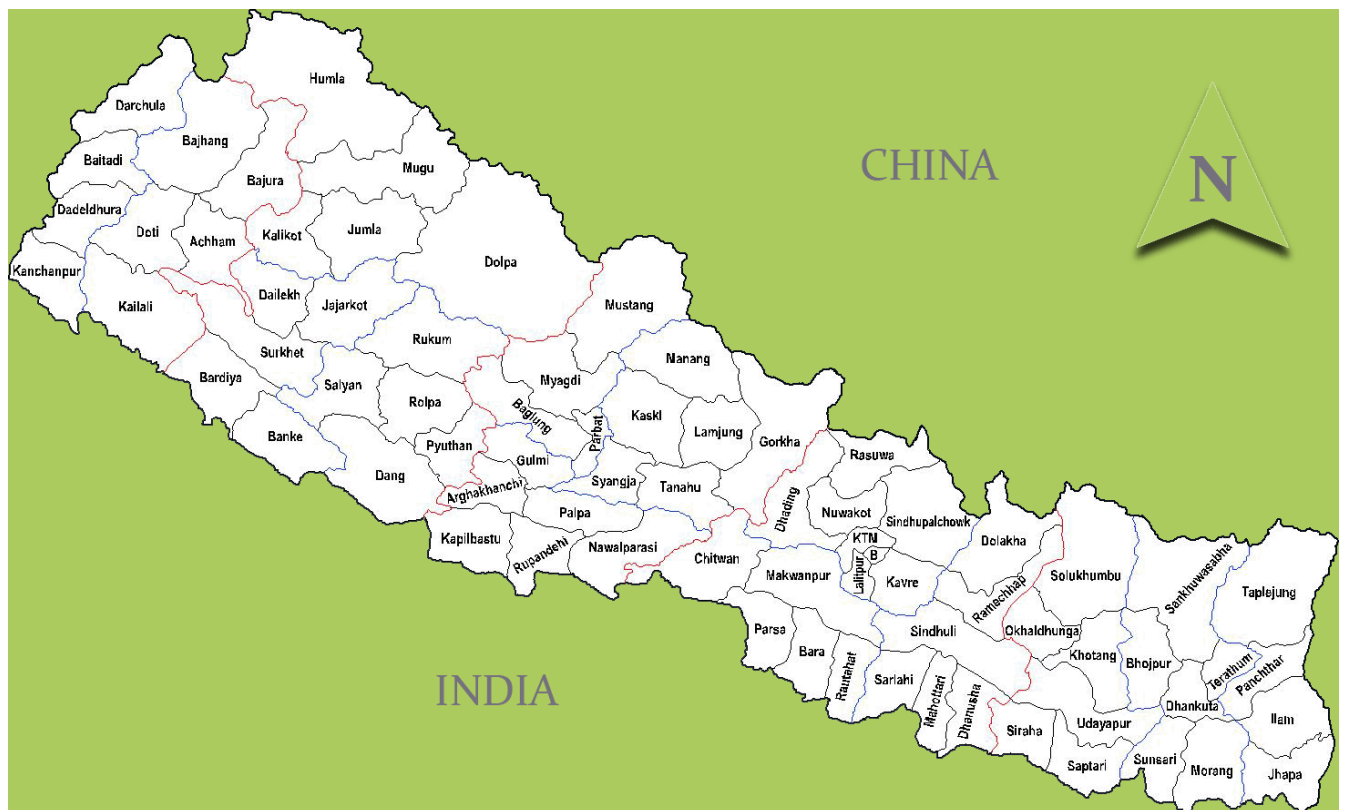 Humla
Darchula
Bajhang
Baitadi
Mugu
CHINA
N
Bajura
Dadeldhura
Doti
Achham
Kalikot
Jumla
Kanchanpur
Dolpa
Kailali
Dailekh
Jajarkot
Mustang
Rukum
Surkhet
Manang
Bardiya
Salyan
Myagdi
Rolpa
Baglung
Parbat
Kaski
Lamjung
Gorkha
Banke
Pyuthan
Gulmi
Rasuwa
Dang
Syangja
Tanahu
Arghakhanchi
Dhading
Nuwakot
Sindhupalchowk
Palpa
Kapilbastu
Rupandehi
Nawalparasi
Chitwan
KTM
B
Dolakha
Lalitpur
Makwanpur
Kavre
Ramechhap
Solukhumbu
Sankhuwasabha
Taplejung
Parsa
Sindhuli
Okhaldhunga
Bara
Khotang
Bhojpur
Terathum
Panchthar
INDIA
Rautahat
Sarlahi
Mahottari
Dhanusha
Dhankuta
Siraha
Udayapur
Ilam
Saptari
Sunsari
Morang
Jhapa